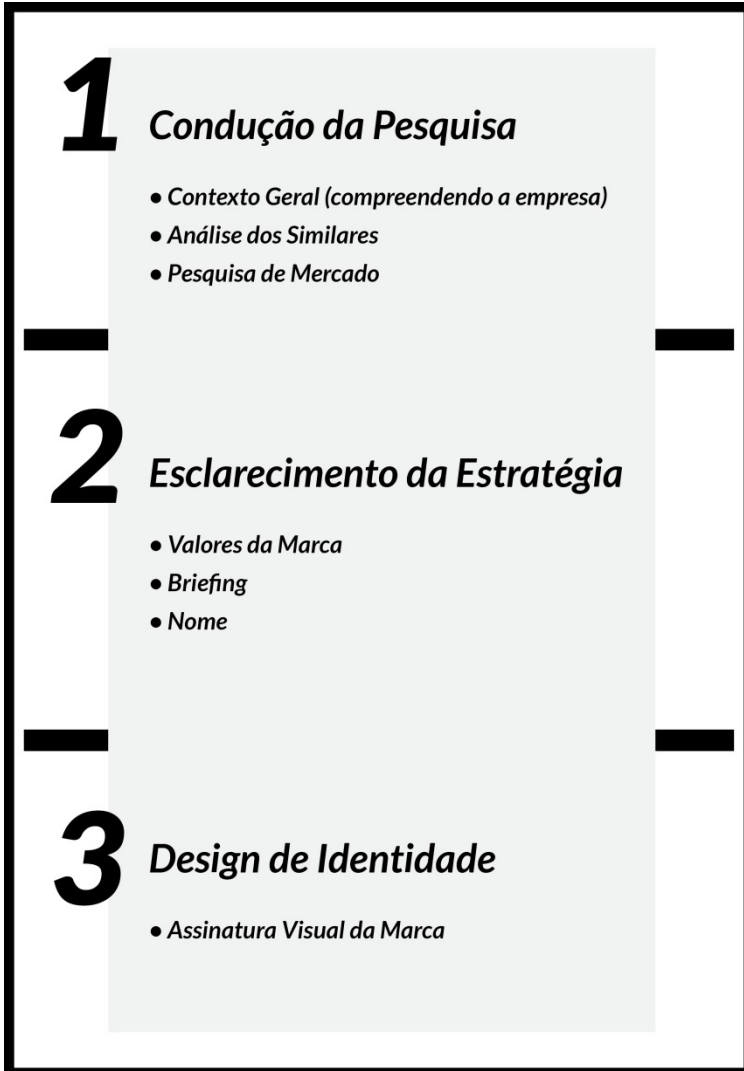 1
Condução da Pesquisa
● Contexto Geral (compreendendo a empresa)
● Análise dos Similares
● Pesquisa de Mercado
2
Esclarecimento da Estratégia
● Valores da Marca
● Briefing
● Nome
3
Design de Identidade
● Assinatura Visual da Marca